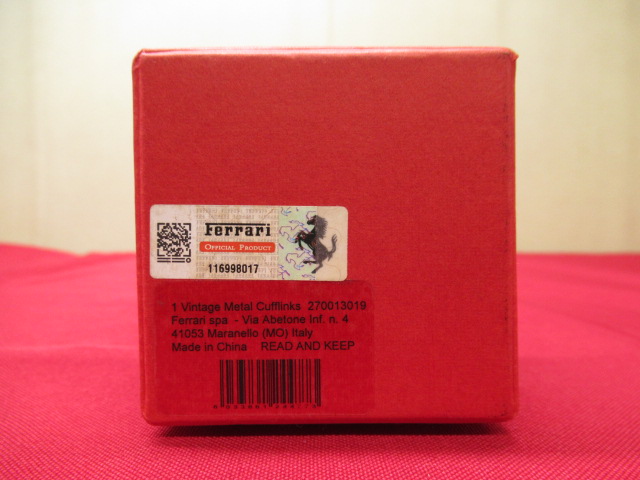 Ferrari
OFFICIAL PRODUCT
116998017
1 Vintage Metal Cufflinks 270013019
Ferrari spa - Via Abetone Inf. n. 4
41053 Maranello (MO) Italy
Made in China READ AND KEEP